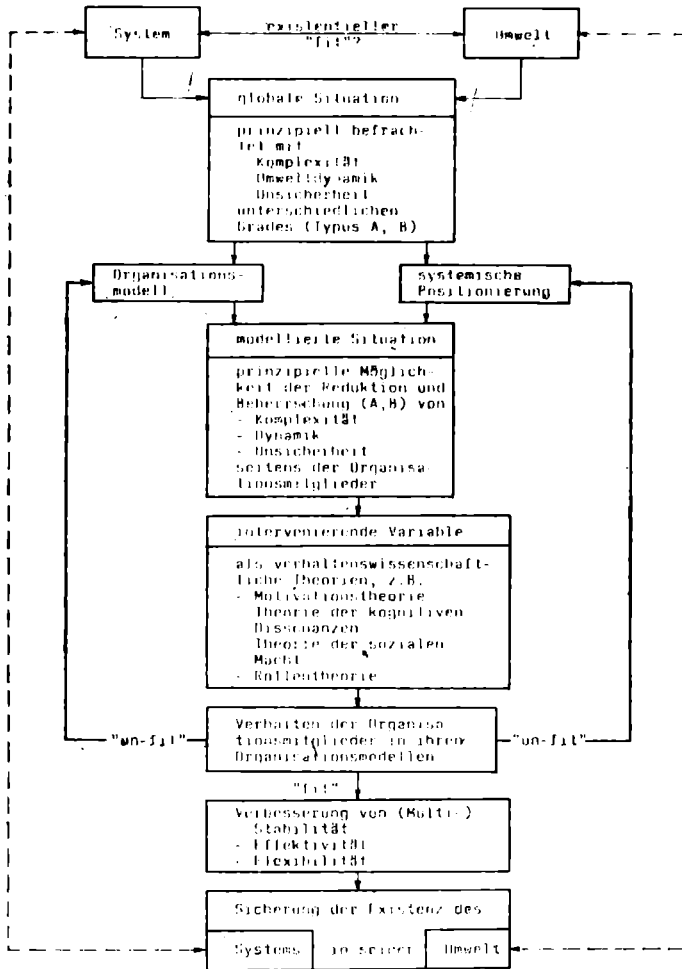 System
existentieller
"fit"?
Umwelt
globale Situation
prinzipiell befrach-
tet mit
Komplexität
Umweltdynamik
Unsicherheit
unterschiedlichen
Grades (Typus A, B)
Organisations-
modell
systemische
Positionierung
modellierte Situation
prinzipielle Möglich-
keit der Reduktion und
Beherrschung (A,B) von
- Komplexität
- Dynamik
- Unsicherheit
seitens der Organisa-
tionsmitglieder
intervenierende Variable
als verhaltenswissenschaft-
liche Theorien, z.B.
- Motivationstheorie
Theorie der kognitiven
Dissonanzen
Theorie der sozialen
Macht
- Rollentheorie
"un-fit"
Verhalten der Organisa
tionsmitglieder in ihren
Organisationsmodellen
"un-fit"
"fit"
Verbesserung von (Multi-)
Stabilität
- Effektivität
- Flexibilität
Sicherung der Existenz des
Systems in seiner Umwelt